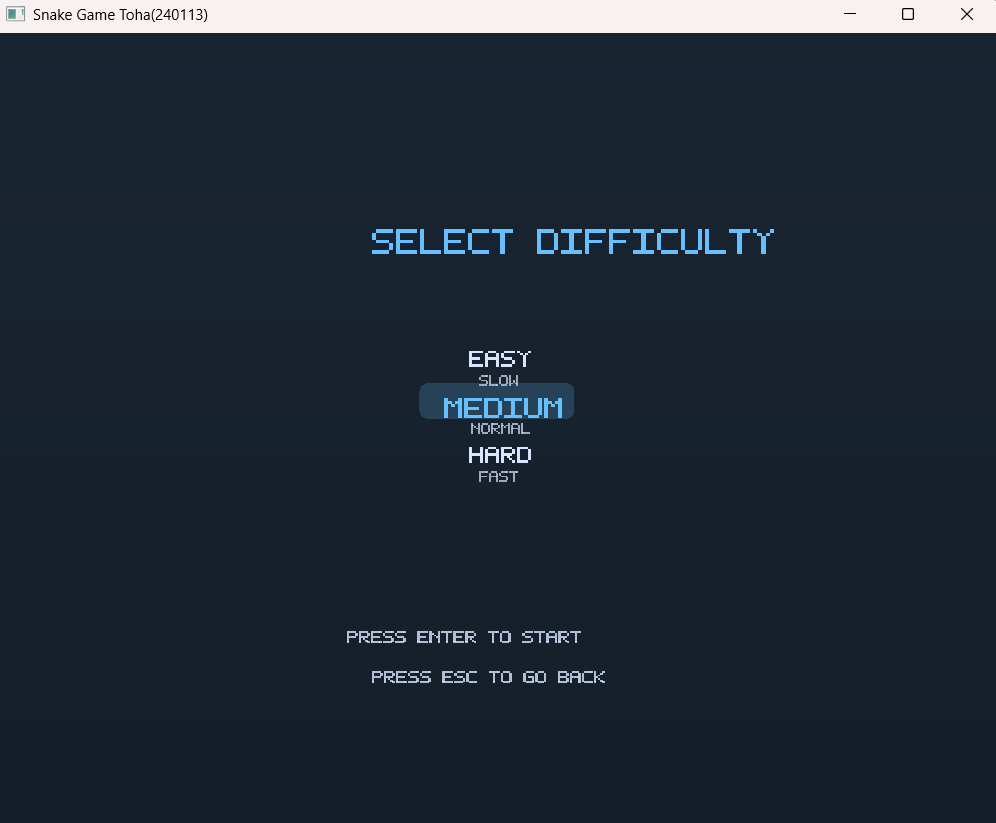 Snake Game Toha(240113)
SELECT DIFFICULTY
EASY
SLOW
MEDIUM
NORMAL
HARD
FAST
PRESS ENTER TO START
PRESS ESC TO GO BACK